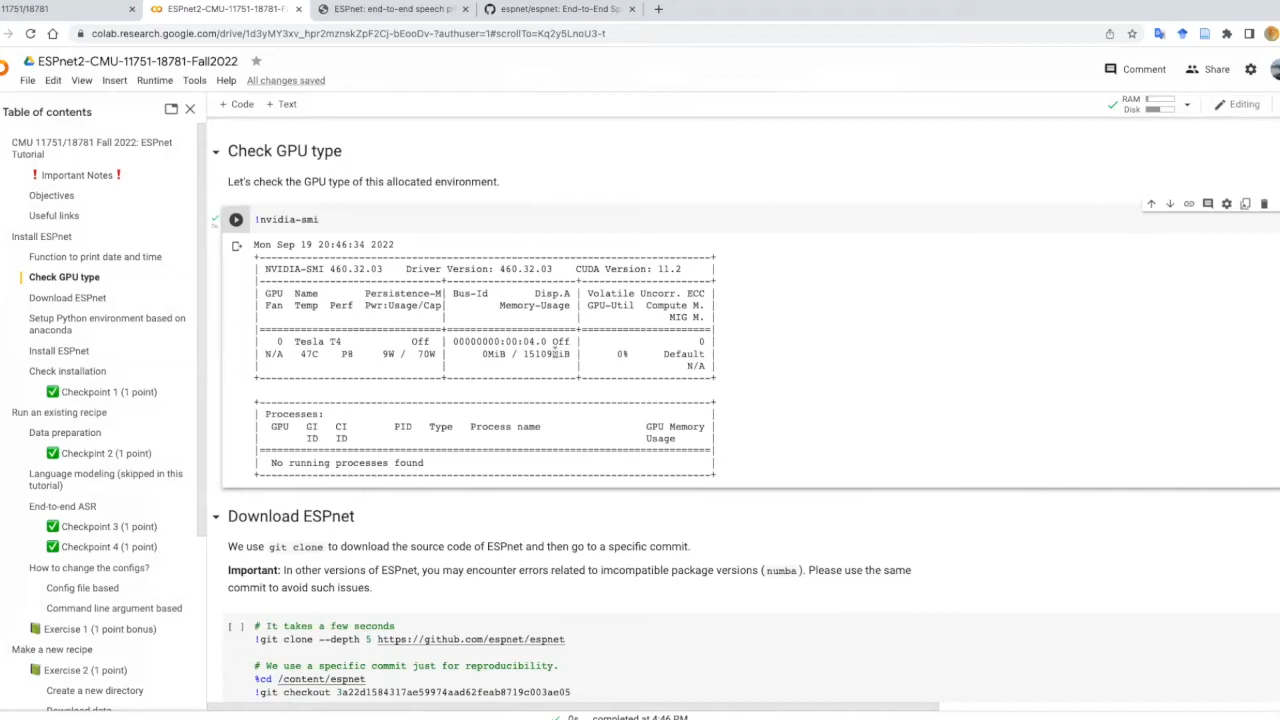 11751/18781
ESPnet2-CMU-11751-18781-F
ESPnet: end-to-end speech p
espnet/espnet: End-to-End Sp
colab.research.google.com/drive/1d3yMY3xv_hpr2mznskZpF2Cj-bEooDv-?authuser=1#scrollTo=Kq2y5LnoU3-t
ESPnet2-CMU-11751-18781-Fall2022
File Edit View Insert Runtime Tools Help All changes saved
Comment Share
Table of contents
+ Code + Text
RAM
Disk
Editing
CMU 11751/18781 Fall 2022: ESPnet
Tutorial
❗ Important Notes ❗
Objectives
Useful links
Install ESPnet
Function to print date and time
Check GPU type
Download ESPnet
Setup Python environment based on
anaconda
Install ESPnet
Check installation
✅ Checkpoint 1 (1 point)
Run an existing recipe
Data preparation
✅ Checkpint 2 (1 point)
Language modeling (skipped in this
tutorial)
End-to-end ASR
✅ Checkpoint 3 (1 point)
✅ Checkpoint 4 (1 point)
How to change the configs?
Config file based
Command line argument based
📗 Exercise 1 (1 point bonus)
Make a new recipe
📗 Exercise 2 (1 point)
Create a new directory
Download data
Check GPU type
Let's check the GPU type of this allocated environment.
!nvidia-smi
0s
Mon Sep 19 20:46:34 2022
NVIDIA-SMI 460.32.03 Driver Version: 460.32.03 CUDA Version: 11.2
GPU Name Persistence-M| Bus-Id Disp.A | Volatile Uncorr. ECC
Fan Temp Perf Pwr:Usage/Cap| Memory-Usage | GPU-Util Compute M.
MIG M.
0 Tesla T4 Off | 00000000:00:04.0 Off | 0
N/A 47C P8 9W / 70W | 0MiB / 15109MiB | 0% Default
N/A
Processes:
GPU GI CI PID Type Process name GPU Memory
ID ID Usage
No running processes found
Download ESPnet
We use git clone to download the source code of ESPnet and then go to a specific commit.
Important: In other versions of ESPnet, you may encounter errors related to imcompatible package versions (numba). Please use the same
commit to avoid such issues.
[ ] # It takes a few seconds
!git clone --depth 5 https://github.com/espnet/espnet
# We use a specific commit just for reproducibility.
%cd /content/espnet
!git checkout 3a22d1584317ae59974aad62feab8719c003ae05
0s completed at 4:46 PM